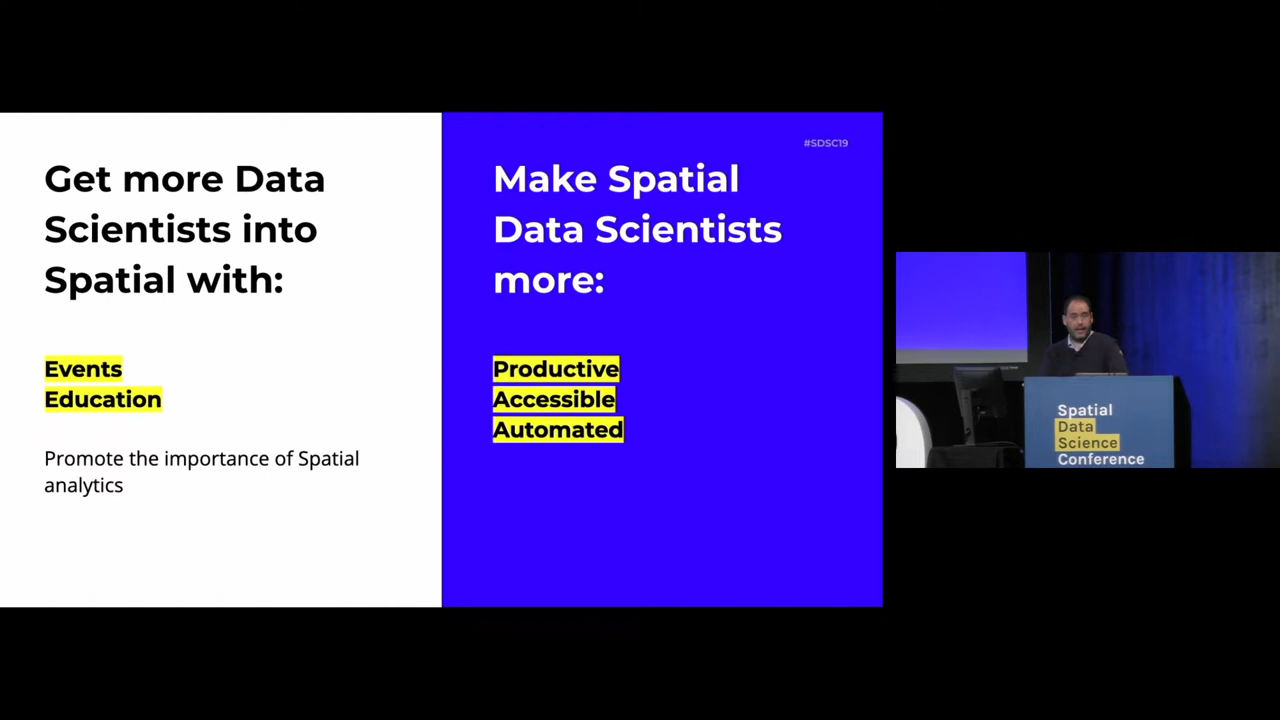 Get more Data
Scientists into
Spatial with:
Events
Education
Promote the importance of Spatial
analytics
#SDSC19
Make Spatial
Data Scientists
more:
Productive
Accessible
Automated
Spatial
Data
Science
Conference